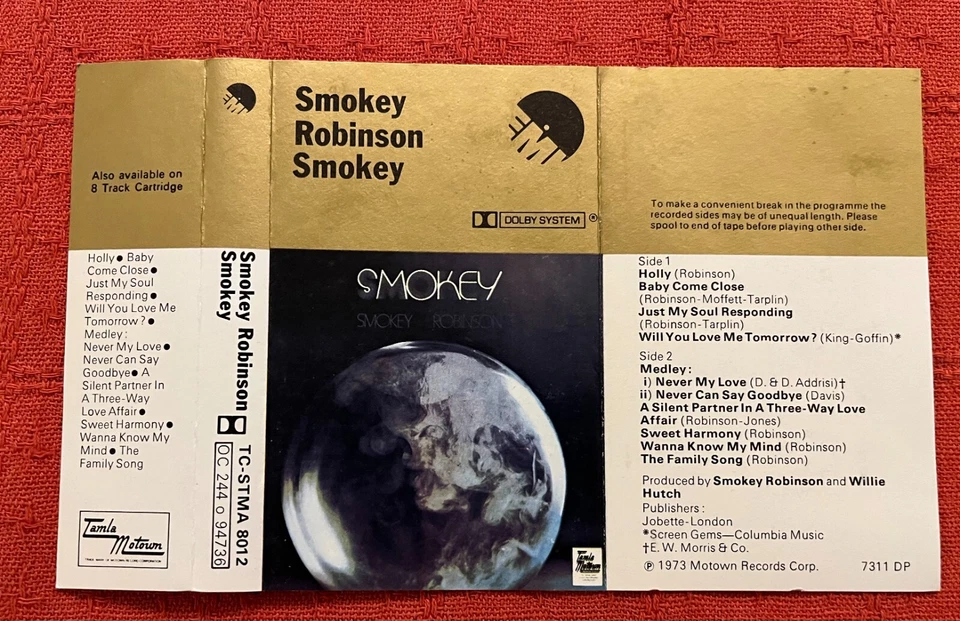 Also available on
8 Track Cartridge
Holly ● Baby
Come Close ●
Just My Soul
Responding ●
Will You Love Me
Tomorrow? ●
Medley:
Never My Love ●
Never Can Say
Goodbye ● A
Silent Partner In
A Three-Way
Love Affair ●
Sweet Harmony ●
Wanna Know My
Mind ● The
Family Song
Tamla
Motown
EMI
Smokey Robinson
Smokey
TC-STMA 8012
OC 244 o 94736
Smokey
Robinson
Smokey
EMI
DOLBY SYSTEM ®
SMOKEY
SMOKEY ROBINSON
Tamla
Motown
To make a convenient break in the programme the
recorded sides may be of unequal length. Please
spool to end of tape before playing other side.
Side 1
Holly (Robinson)
Baby Come Close
(Robinson-Moffett-Tarplin)
Just My Soul Responding
(Robinson-Tarplin)
Will You Love Me Tomorrow? (King-Goffin)*
Side 2
Medley:
i) Never My Love (D. & D. Addrisi)†
ii) Never Can Say Goodbye (Davis)
A Silent Partner In A Three-Way Love
Affair (Robinson-Jones)
Sweet Harmony (Robinson)
Wanna Know My Mind (Robinson)
The Family Song (Robinson)
Produced by Smokey Robinson and Willie
Hutch
Publishers:
Jobette-London
*Screen Gems—Columbia Music
†E. W. Morris & Co.
℗ 1973 Motown Records Corp. 7311 DP